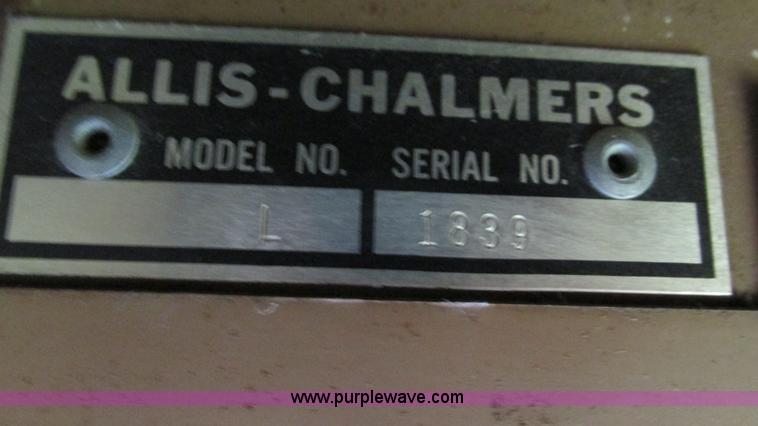 ALLIS-CHALMERS
MODEL NO. SERIAL NO.
L 1839
www.purplewave.com